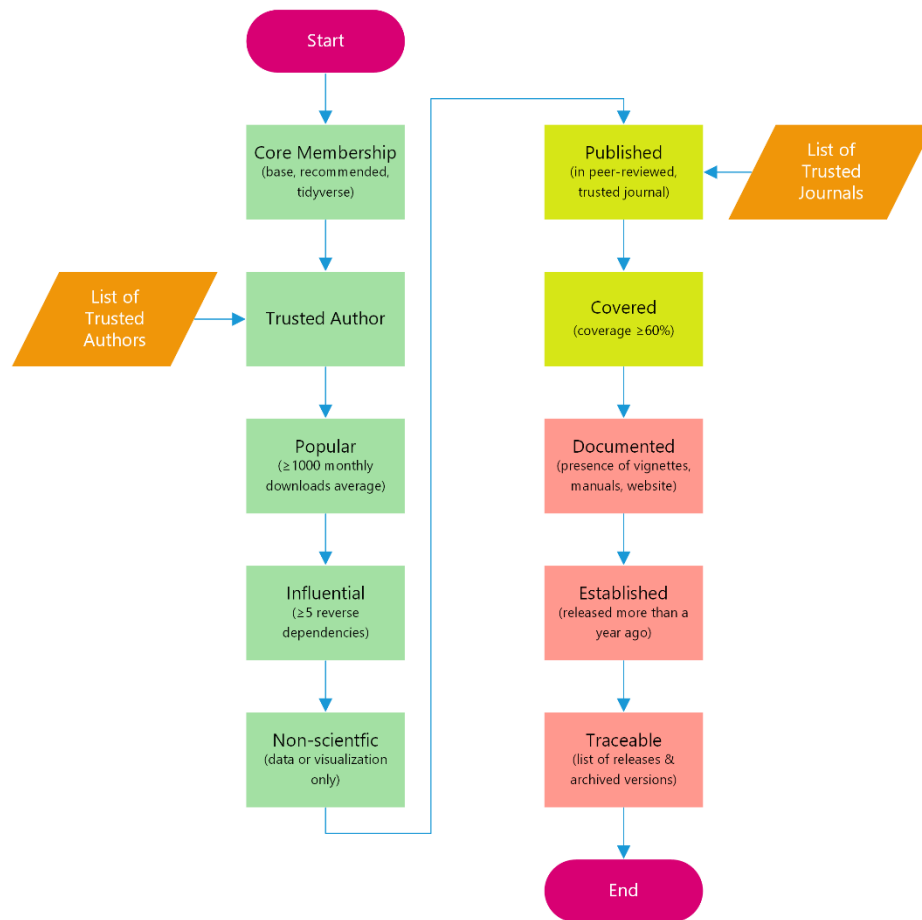 Start
Core Membership
(base, recommended,
tidyverse)
List of
Trusted
Authors
Trusted Author
Popular
(≥1000 monthly
downloads average)
Influential
(≥5 reverse
dependencies)
Non-scientfic
(data or visualization
only)
Published
(in peer-reviewed,
trusted journal)
List of
Trusted
Journals
Covered
(coverage ≥60%)
Documented
(presence of vignettes,
manuals, website)
Established
(released more than a
year ago)
Traceable
(list of releases &
archived versions)
End